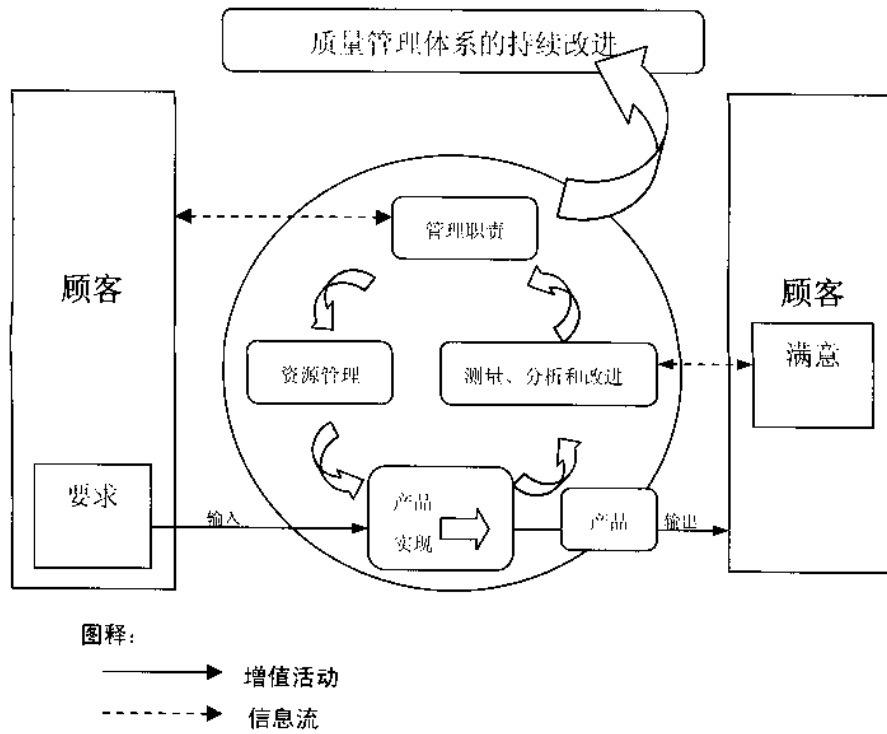 质量管理体系的持续改进
管理职责
顾客
顾客
满意
资源管理
测量、分析和改进
要求
输入
产品
实现
产品
输出
图释：
增值活动
信息流